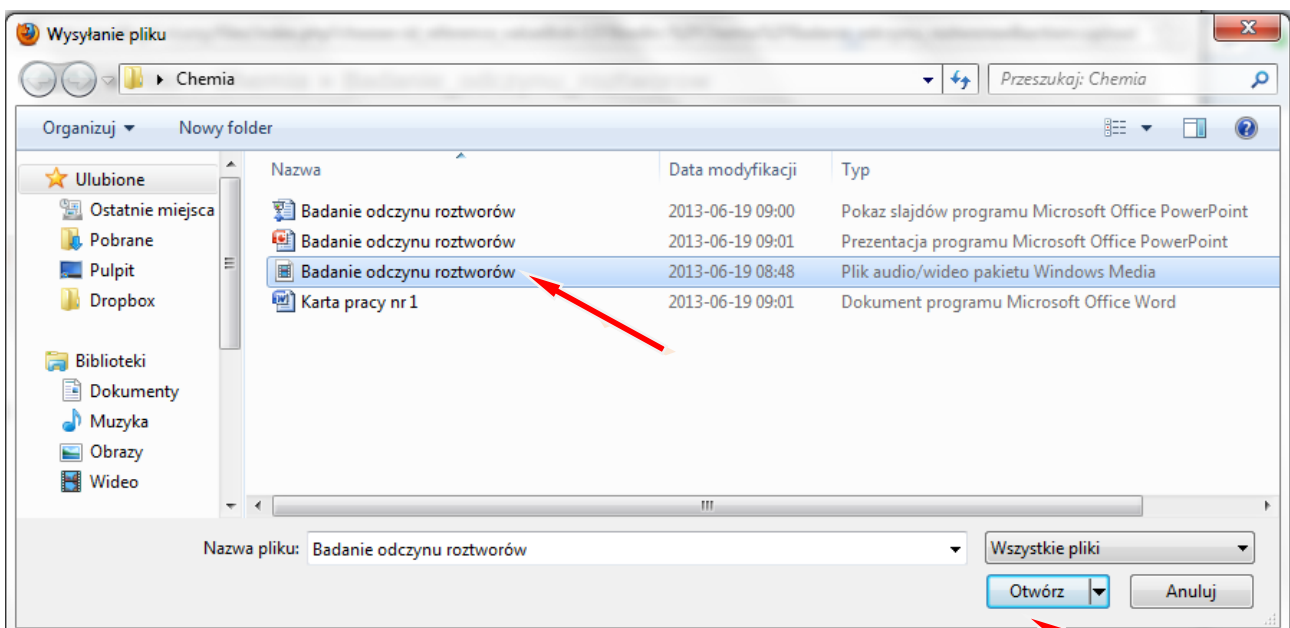 Wysyłanie pliku
Chemia
Przeszukaj: Chemia
Organizuj
Nowy folder
Ulubione
Ostatnie miejsca
Pobrane
Pulpit
Dropbox
Biblioteki
Dokumenty
Muzyka
Obrazy
Wideo
Nazwa Data modyfikacji Typ
Badanie odczynu roztworów 2013-06-19 09:00 Pokaz slajdów programu Microsoft Office PowerPoint
Badanie odczynu roztworów 2013-06-19 09:01 Prezentacja programu Microsoft Office PowerPoint
Badanie odczynu roztworów 2013-06-19 08:48 Plik audio/wideo pakietu Windows Media
Karta pracy nr 1 2013-06-19 09:01 Dokument programu Microsoft Office Word
Nazwa pliku: Badanie odczynu roztworów
Wszystkie pliki
Otwórz
Anuluj